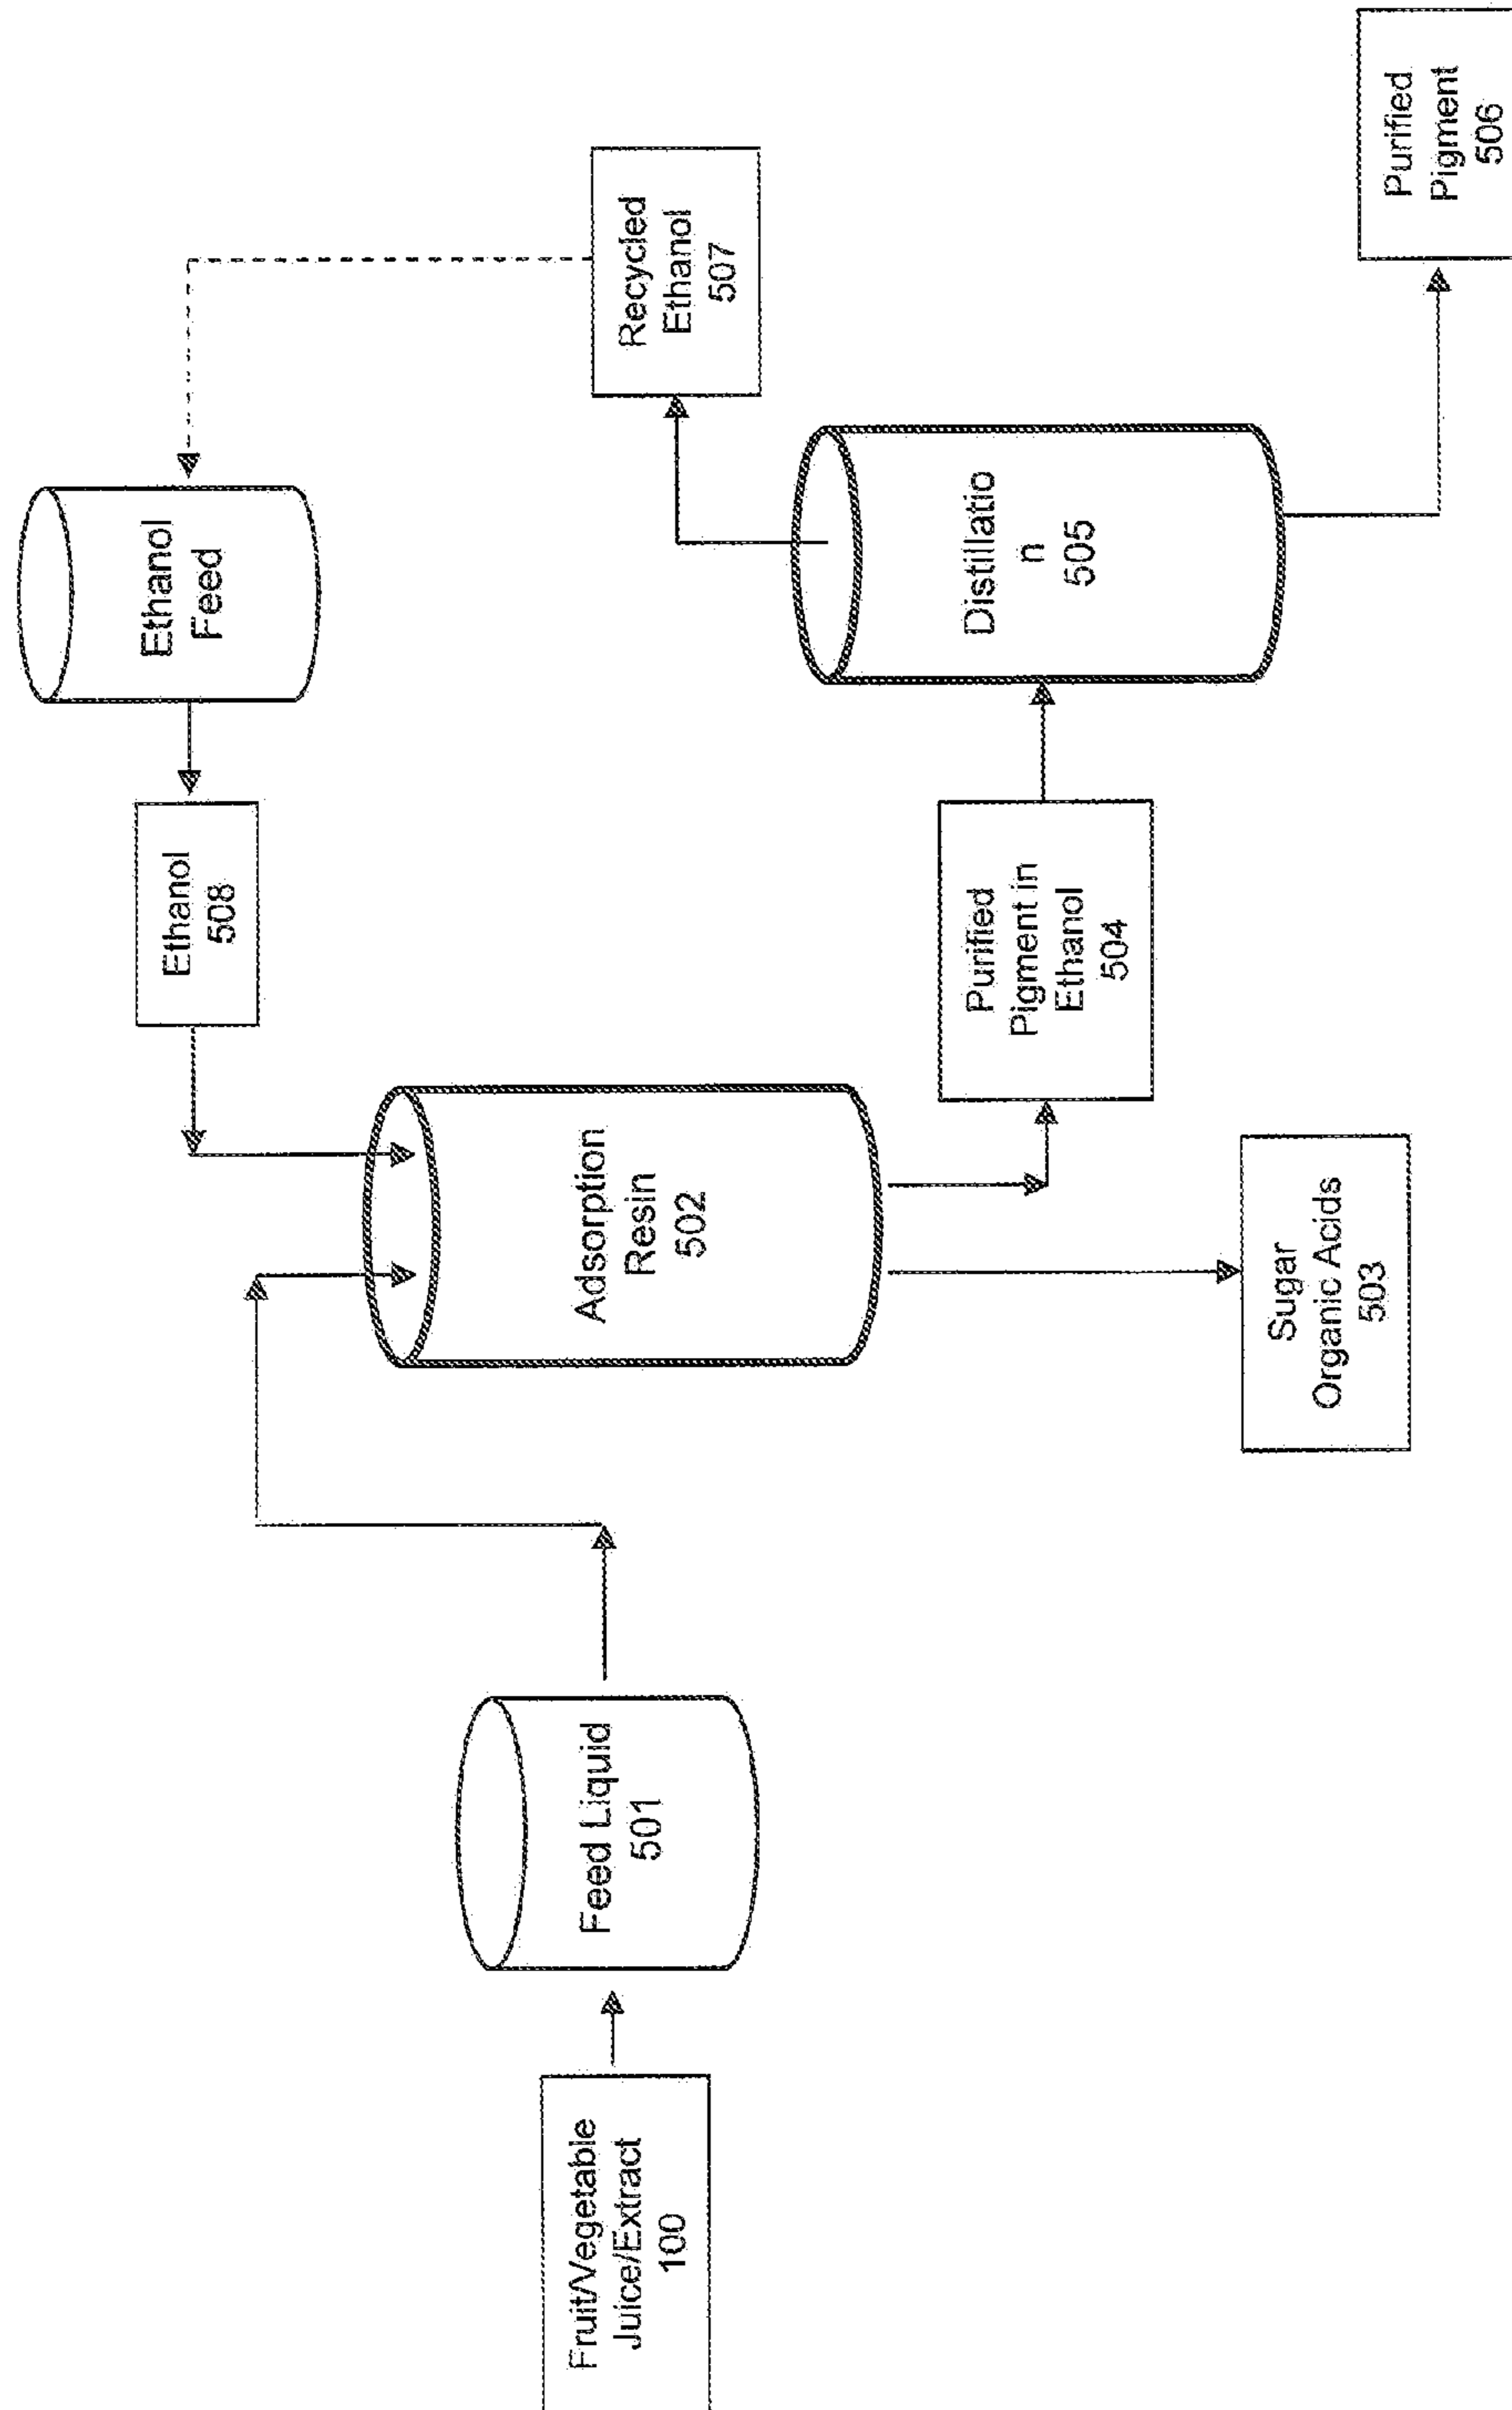 Fruit/Vegetable
Juice/Extract
100
Feed Liquid
501
Adsorption
Resin
502
Sugar
Organic Acids
503
Purified
Pigment in
Ethanol
504
Distillatio
n
505
Purified
Pigment
506
Recycled
Ethanol
507
Ethanol
Feed
Ethanol
508